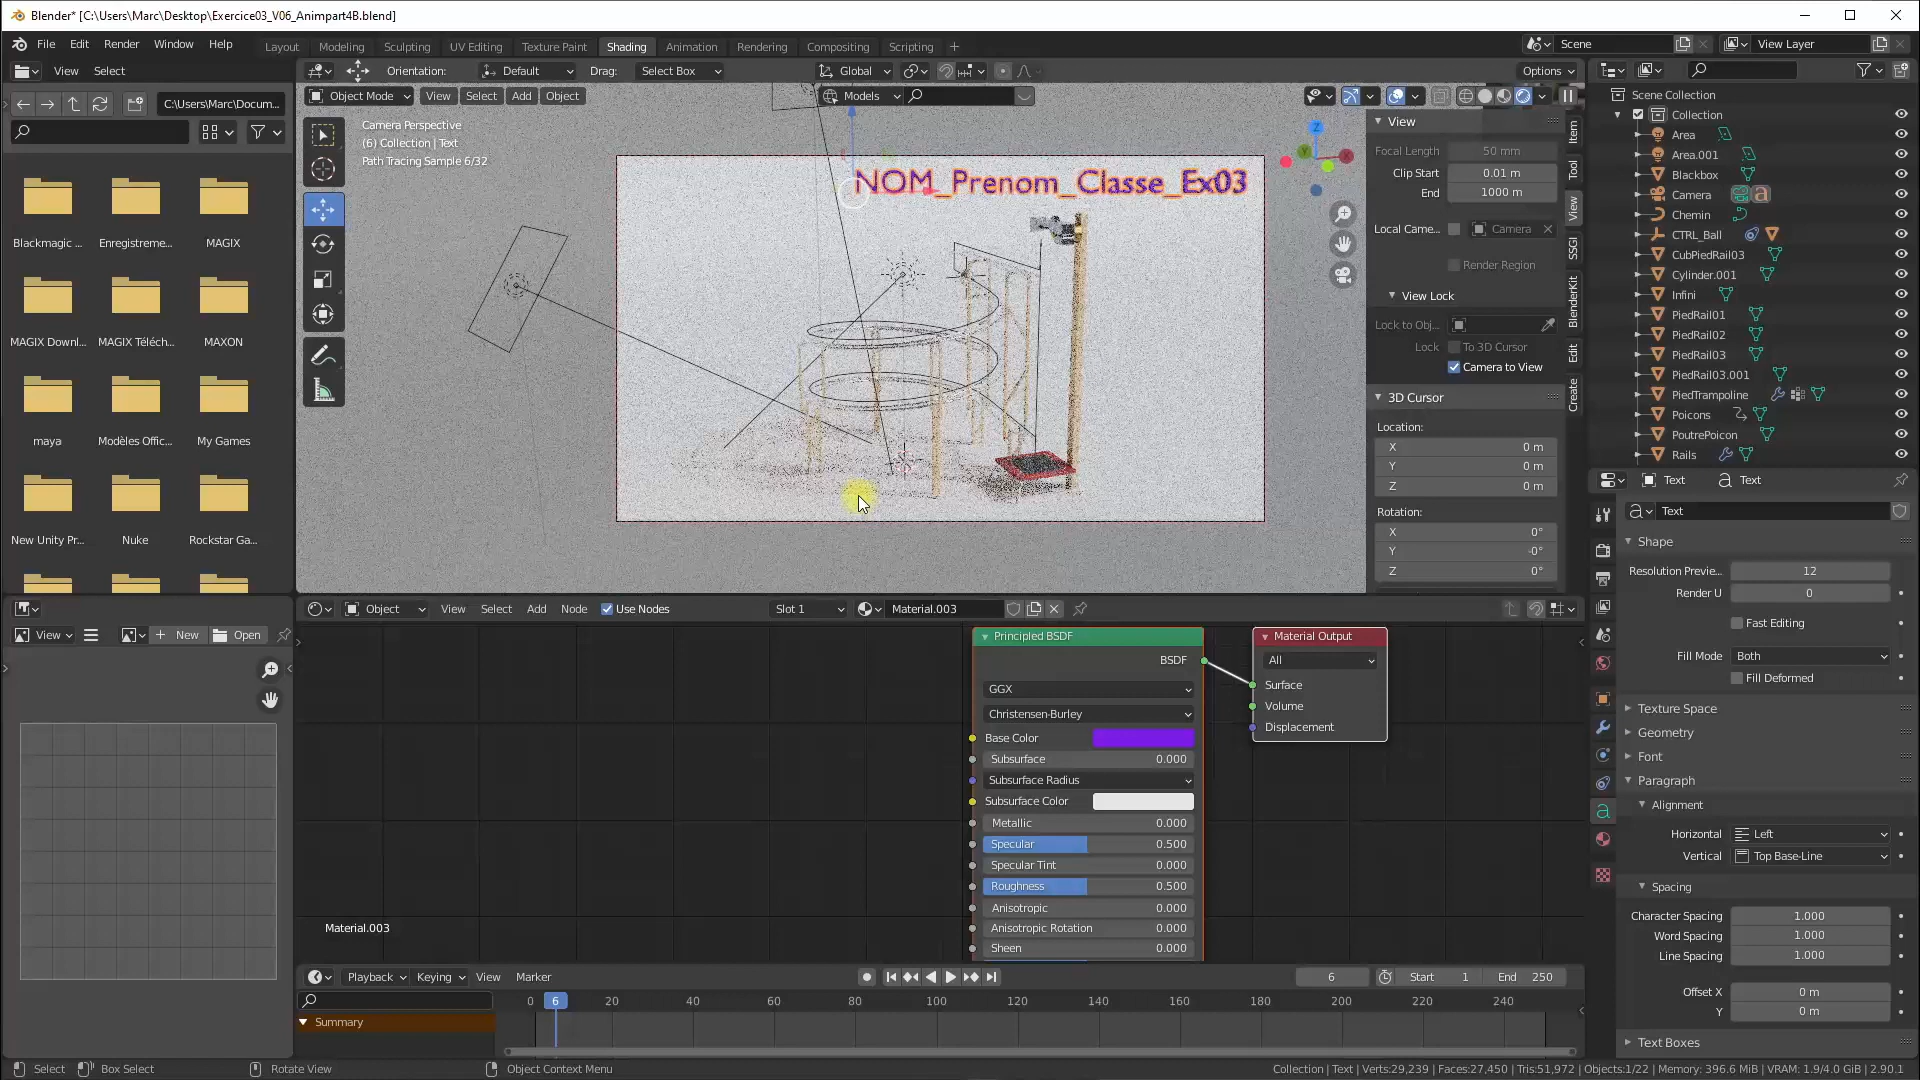 Blender* [C:\Users\Marc\Desktop\Exercice03_V06_Animpart4B.blend]
File Edit Render Window Help
Layout Modeling Sculpting UV Editing Texture Paint Shading Animation Rendering Compositing Scripting +
Scene
View Layer
View Select
Orientation: Default Drag: Select Box Global
Options
C:\Users\Marc\Docum...
Object Mode View Select Add Object
Models
Camera Perspective
(6) Collection | Text
Path Tracing Sample 6/32
NOM_Prenom_Classe_Ex03
Z
Y
X
Blackmagic ... Enregistreme... MAGIX
MAGIX Downl... MAGIX Téléch... MAXON
maya Modèles Offic... My Games
New Unity Pr... Nuke Rockstar Ga...
View
Focal Length 50 mm
Clip Start 0.01 m
End 1000 m
Local Came... Camera
Render Region
View Lock
Lock to Obj...
Lock To 3D Cursor
Camera to View
3D Cursor
Location:
X 0 m
Y 0 m
Z 0 m
Rotation:
X 0°
Y -0°
Z 0°
Item
Tool
View
SSGI
BlenderKit
Edit
Create
Scene Collection
Collection
Area
Area.001
Blackbox
Camera
Chemin
CTRL_Ball
CubPiedRail03
Cylinder.001
Infini
PiedRail01
PiedRail02
PiedRail03
PiedRail03.001
PiedTrampoline
Poicons
PoutrePoicon
Rails
Text Text
Text
Shape
Resolution Previe... 12
Render U 0
Fast Editing
Fill Mode Both
Fill Deformed
Texture Space
Geometry
Font
Paragraph
Alignment
Horizontal Left
Vertical Top Base-Line
Spacing
Character Spacing 1.000
Word Spacing 1.000
Line Spacing 1.000
Offset X 0 m
Y 0 m
Text Boxes
View New Open
Object View Select Add Node Use Nodes Slot 1 Material.003
Principled BSDF
BSDF
GGX
Christensen-Burley
Base Color
Subsurface 0.000
Subsurface Radius
Subsurface Color
Metallic 0.000
Specular 0.500
Specular Tint 0.000
Roughness 0.500
Anisotropic 0.000
Anisotropic Rotation 0.000
Sheen 0.000
Material Output
All
Surface
Volume
Displacement
Material.003
Playback Keying View Marker
6 Start 1 End 250
0 6 20 40 60 80 100 120 140 160 180 200 220 240
Summary
Select Box Select Rotate View Object Context Menu
Collection | Text | Verts:29,239 | Faces:27,450 | Tris:51,972 | Objects:1/22 | Memory: 396.6 MiB | VRAM: 1.9/4.0 GiB | 2.90.1